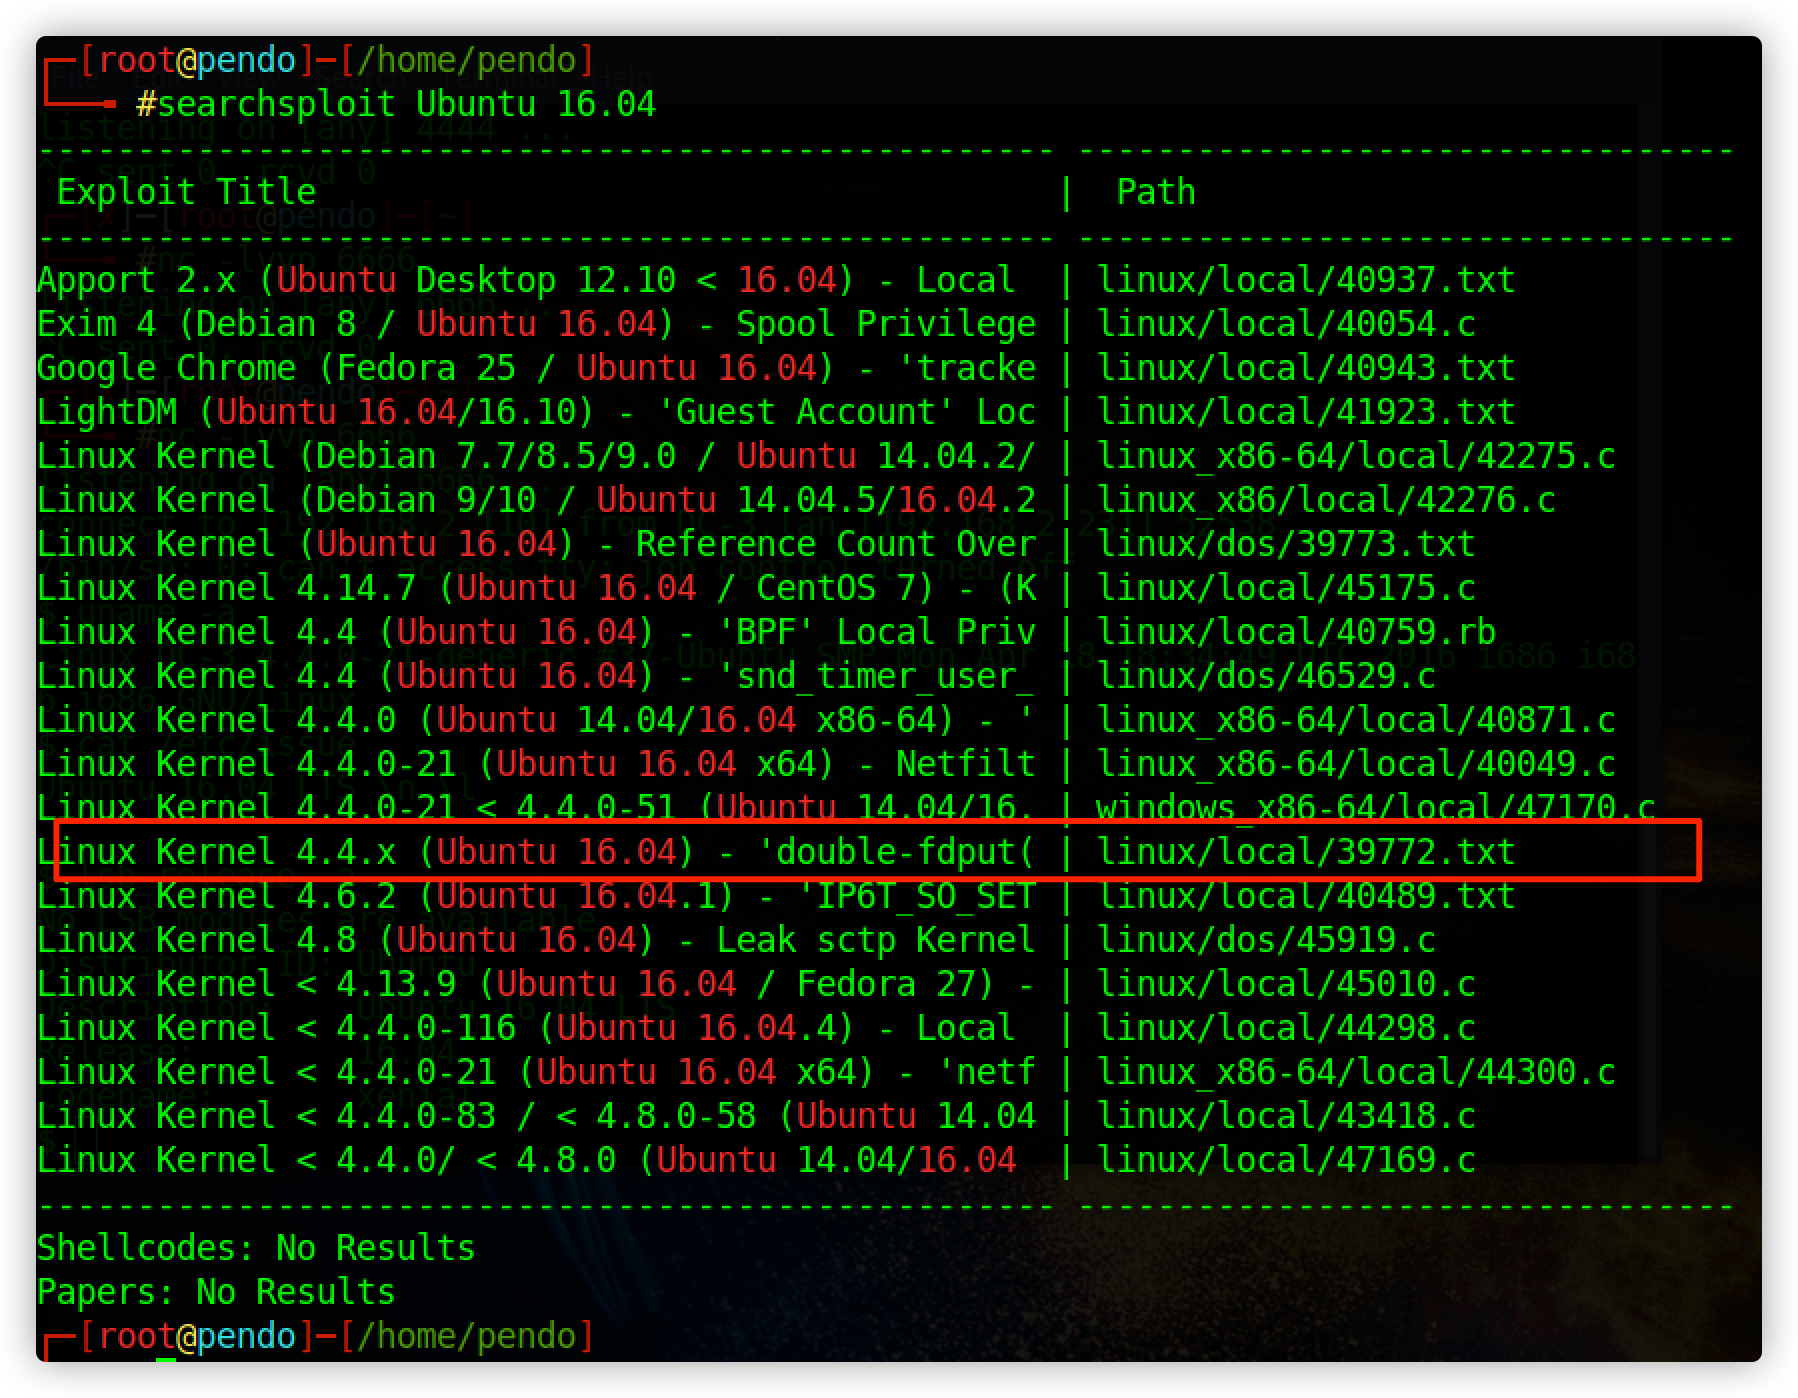 [root@pendo]-[/home/pendo]
#searchsploit Ubuntu 16.04
Exploit Title | Path
Apport 2.x (Ubuntu Desktop 12.10 < 16.04) - Local | linux/local/40937.txt
Exim 4 (Debian 8 / Ubuntu 16.04) - Spool Privilege | linux/local/40054.c
Google Chrome (Fedora 25 / Ubuntu 16.04) - 'tracke | linux/local/40943.txt
LightDM (Ubuntu 16.04/16.10) - 'Guest Account' Loc | linux/local/41923.txt
Linux Kernel (Debian 7.7/8.5/9.0 / Ubuntu 14.04.2/ | linux_x86-64/local/42275.c
Linux Kernel (Debian 9/10 / Ubuntu 14.04.5/16.04.2 | linux_x86/local/42276.c
Linux Kernel (Ubuntu 16.04) - Reference Count Over | linux/dos/39773.txt
Linux Kernel 4.14.7 (Ubuntu 16.04 / CentOS 7) - (K | linux/local/45175.c
Linux Kernel 4.4 (Ubuntu 16.04) - 'BPF' Local Priv | linux/local/40759.rb
Linux Kernel 4.4 (Ubuntu 16.04) - 'snd_timer_user_ | linux/dos/46529.c
Linux Kernel 4.4.0 (Ubuntu 14.04/16.04 x86-64) - ' | linux_x86-64/local/40871.c
Linux Kernel 4.4.0-21 (Ubuntu 16.04 x64) - Netfilt | linux_x86-64/local/40049.c
Linux Kernel 4.4.0-21 < 4.4.0-51 (Ubuntu 14.04/16. | windows_x86-64/local/47170.c
Linux Kernel 4.4.x (Ubuntu 16.04) - 'double-fdput( | linux/local/39772.txt
Linux Kernel 4.6.2 (Ubuntu 16.04.1) - 'IP6T_SO_SET | linux/local/40489.txt
Linux Kernel 4.8 (Ubuntu 16.04) - Leak sctp Kernel | linux/dos/45919.c
Linux Kernel < 4.13.9 (Ubuntu 16.04 / Fedora 27) - | linux/local/45010.c
Linux Kernel < 4.4.0-116 (Ubuntu 16.04.4) - Local | linux/local/44298.c
Linux Kernel < 4.4.0-21 (Ubuntu 16.04 x64) - 'netf | linux_x86-64/local/44300.c
Linux Kernel < 4.4.0-83 / < 4.8.0-58 (Ubuntu 14.04 | linux/local/43418.c
Linux Kernel < 4.4.0/ < 4.8.0 (Ubuntu 14.04/16.04 | linux/local/47169.c
Shellcodes: No Results
Papers: No Results
[root@pendo]-[/home/pendo]